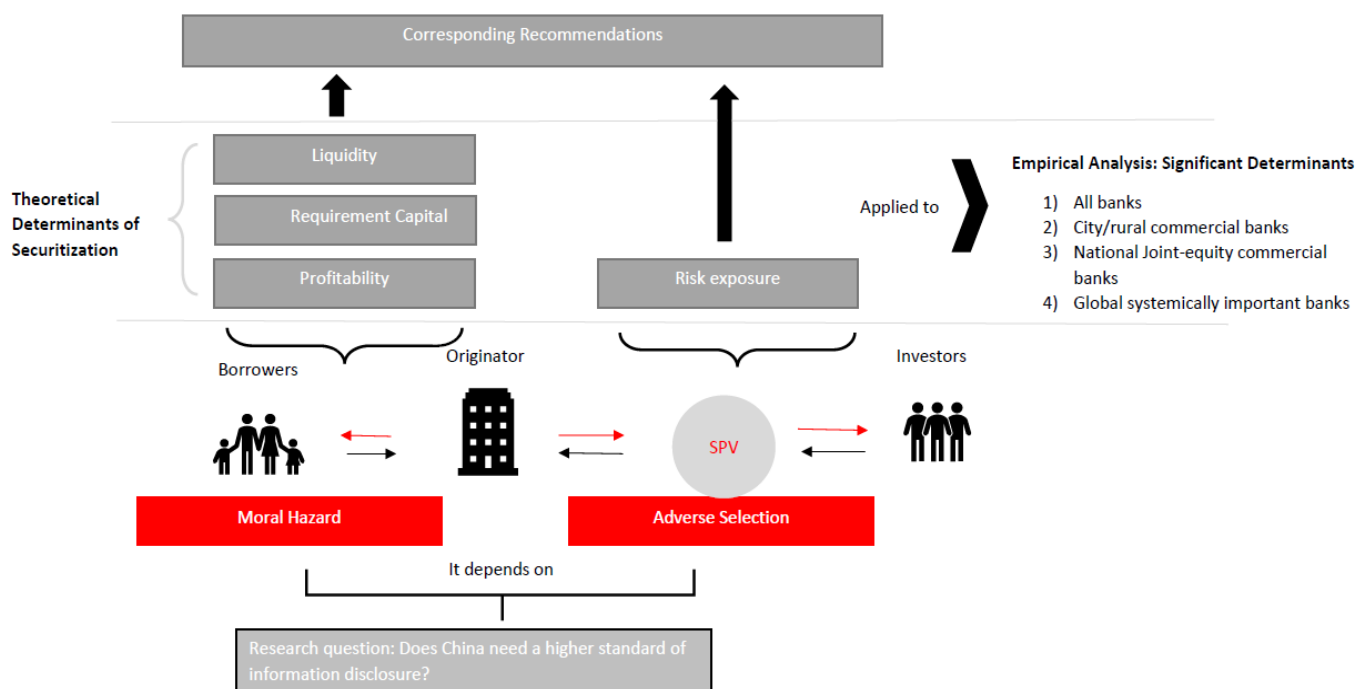 Corresponding Recommendations
Liquidity
Requirement Capital
Profitability
Theoretical
Determinants of
Securitization
Risk exposure
Applied to
Empirical Analysis: Significant Determinants
1) All banks
2) City/rural commercial banks
3) National Joint-equity commercial
banks
4) Global systemically important banks
Borrowers
Originator
Investors
SPV
Moral Hazard
Adverse Selection
It depends on
Research question: Does China need a higher standard of
information disclosure?